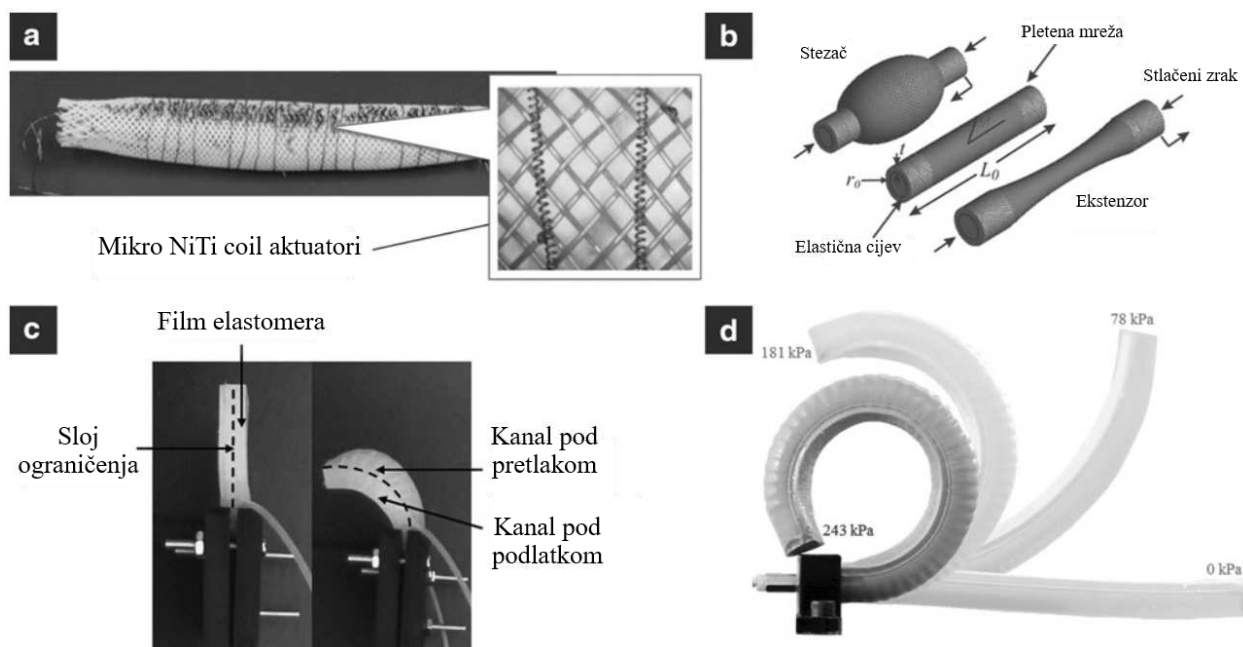 a
Mikro NiTi coil aktuatori
b
Stezač
Pletena mreža
Stlačeni zrak
t
r₀
L₀
Ekstenzor
Elastična cijev
c
Film elastomera
Sloj
ograničenja
Kanal pod
pretlakom
Kanal pod
podlatkom
d
181 kPa
78 kPa
243 kPa
0 kPa